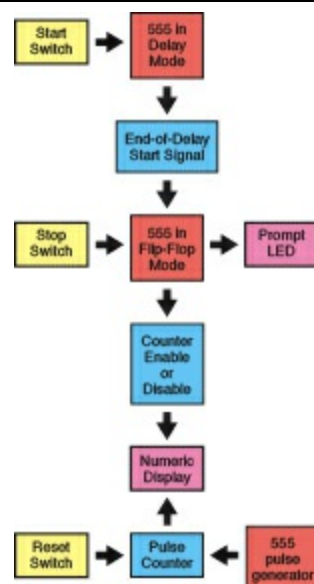 Start
Switch
555 in
Delay
Mode
End-of-Delay
Start Signal
Stop
Switch
555 in
Flip-Flop
Mode
Prompt
LED
Counter
Enable
or
Disable
Numeric
Display
Reset
Switch
Pulse
Counter
555
pulse
generator